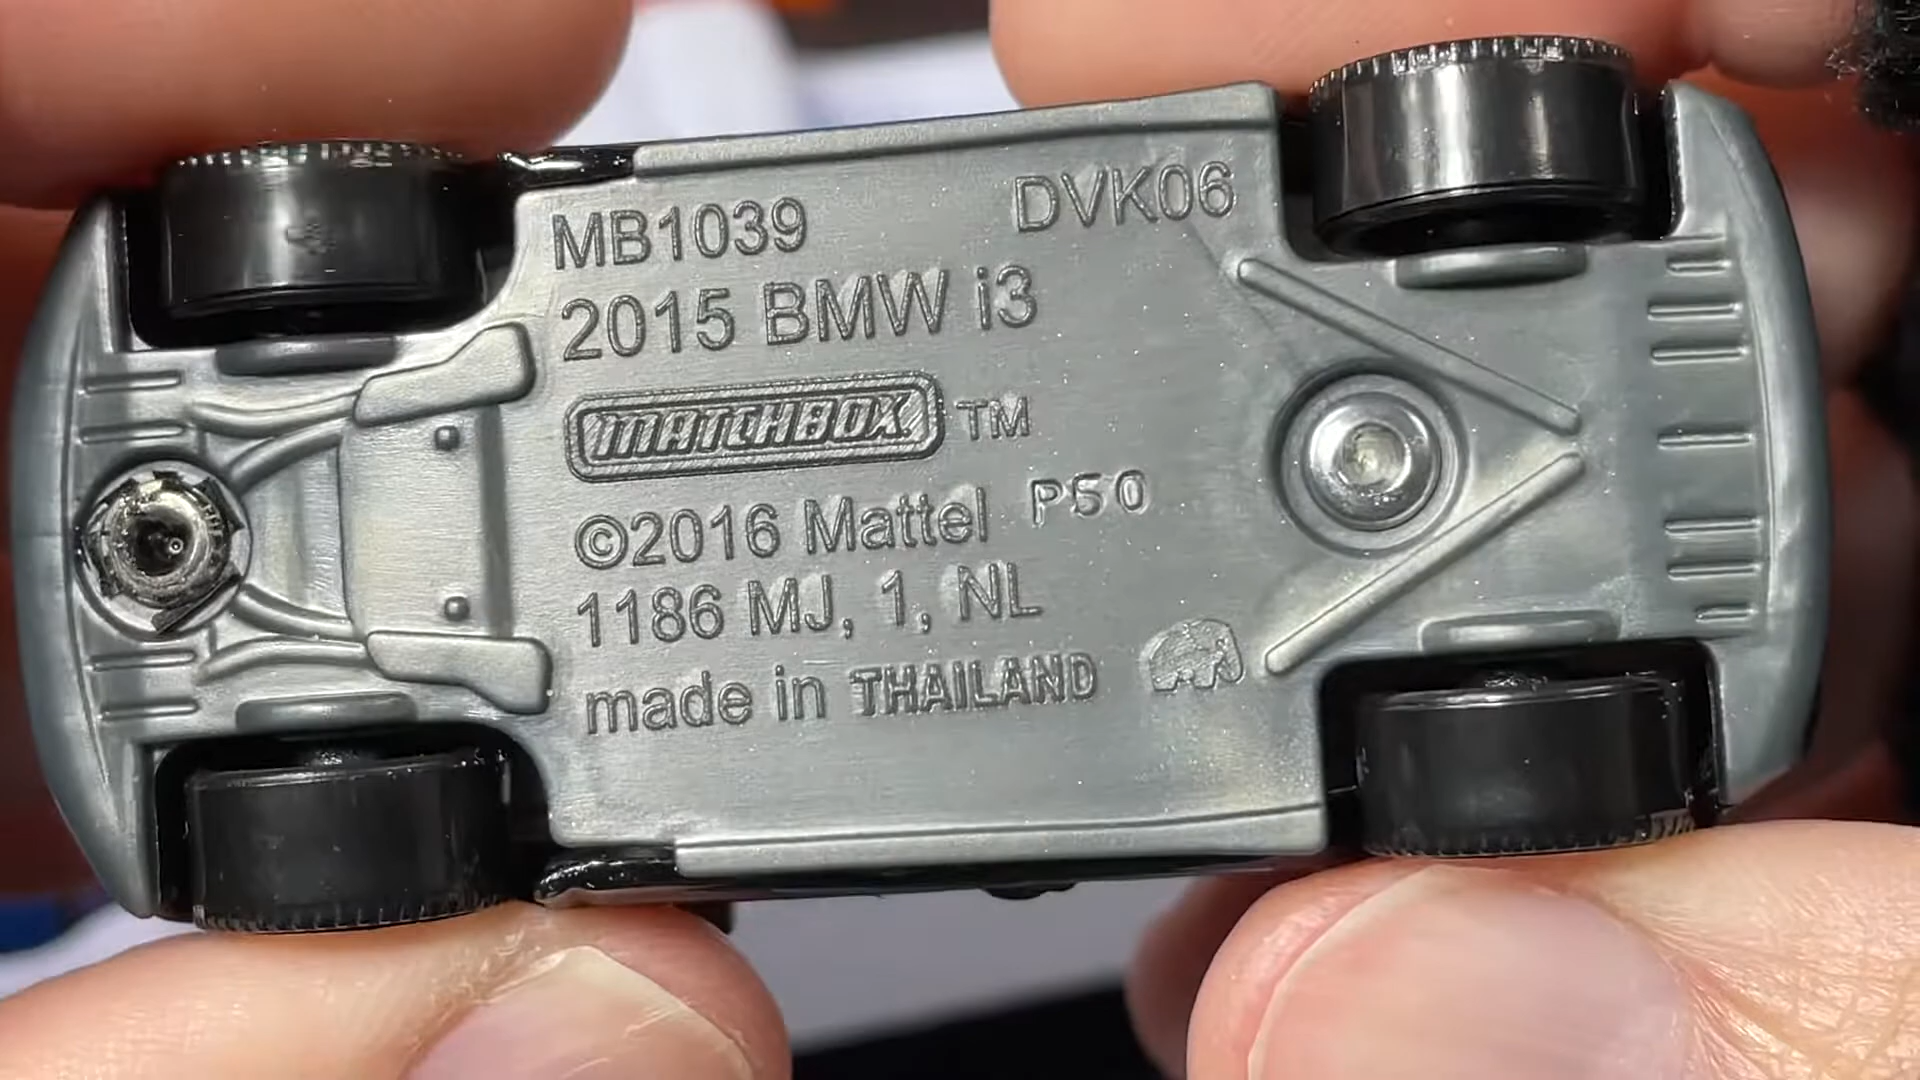 MB1039 DVK06
2015 BMW i3
MATCHBOX TM
©2016 Mattel P50
1186 MJ, 1, NL
made in THAILAND